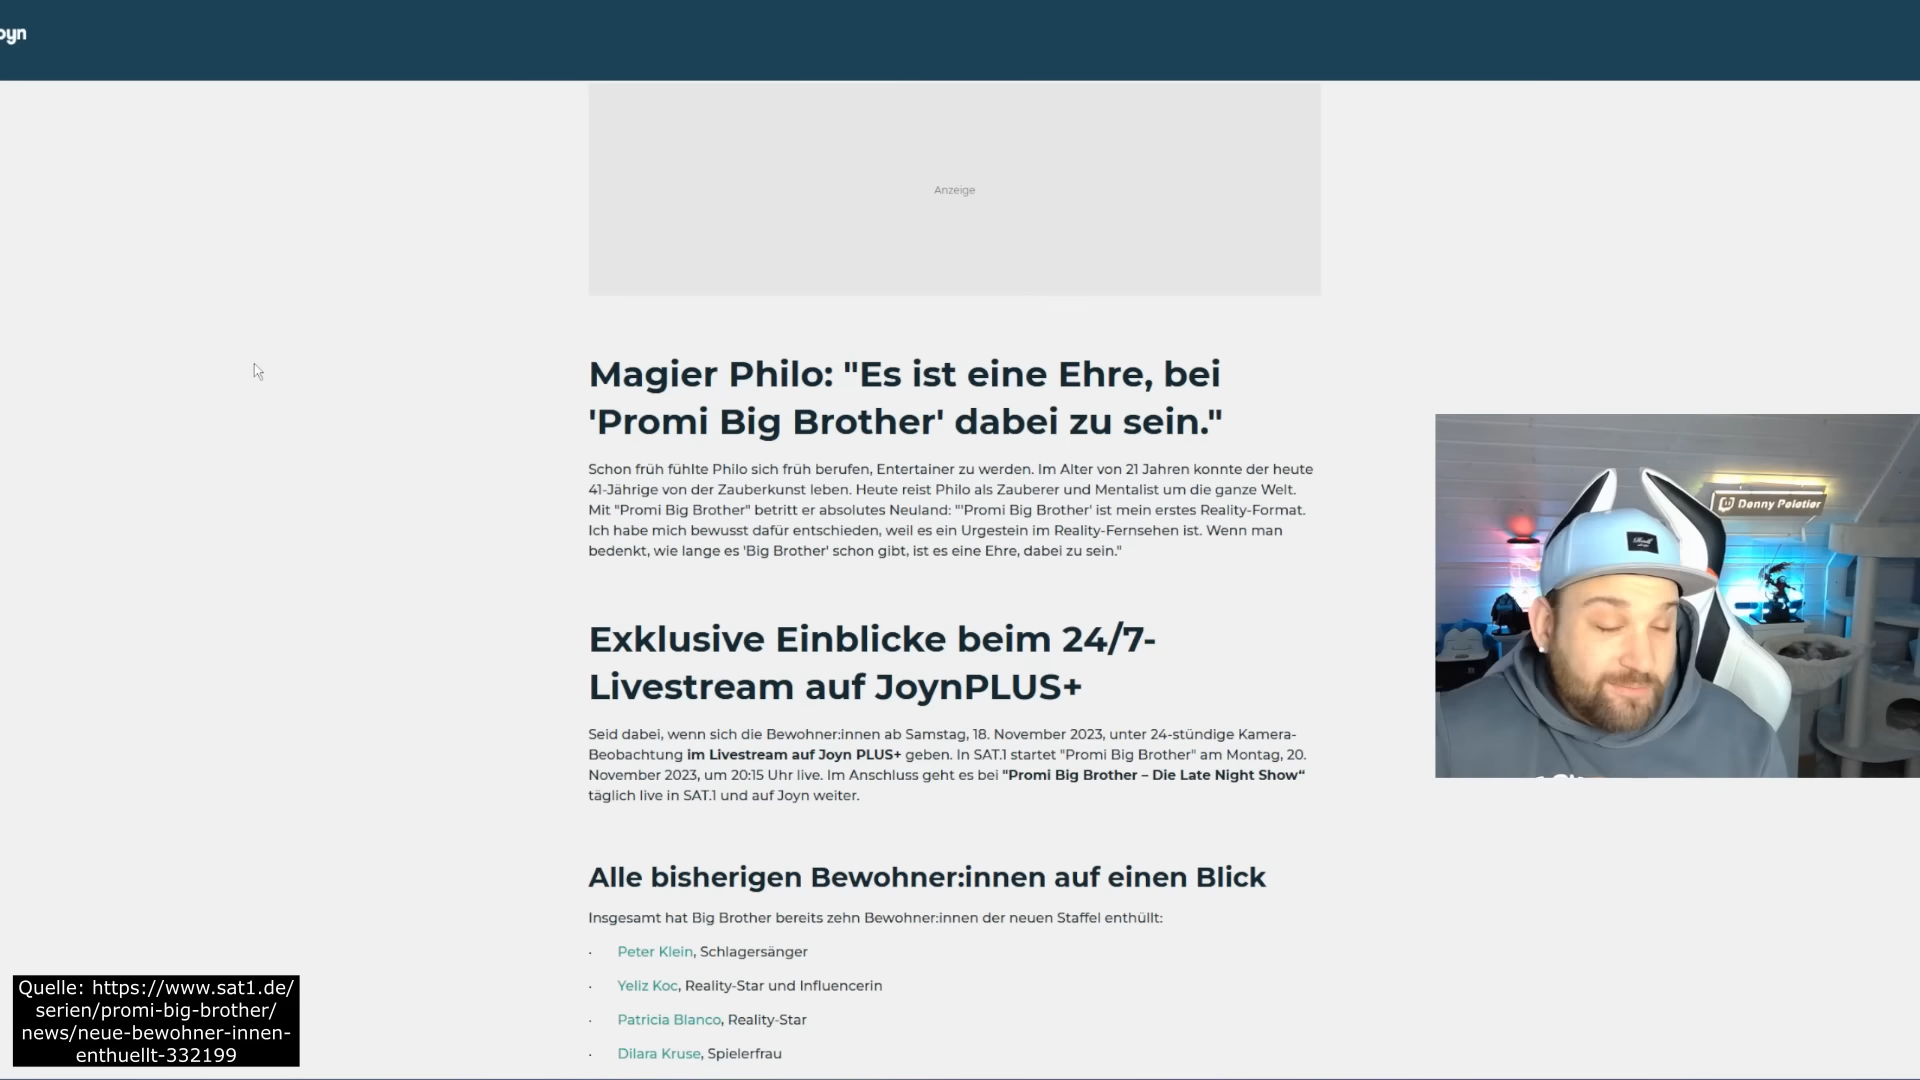 oyn
Anzeige
Magier Philo: "Es ist eine Ehre, bei
'Promi Big Brother' dabei zu sein."
Schon früh fühlte Philo sich früh berufen, Entertainer zu werden. Im Alter von 21 Jahren konnte der heute
41-Jährige von der Zauberkunst leben. Heute reist Philo als Zauberer und Mentalist um die ganze Welt.
Mit "Promi Big Brother" betritt er absolutes Neuland: "'Promi Big Brother' ist mein erstes Reality-Format.
Ich habe mich bewusst dafür entschieden, weil es ein Urgestein im Reality-Fernsehen ist. Wenn man
bedenkt, wie lange es 'Big Brother' schon gibt, ist es eine Ehre, dabei zu sein."
Danny Peletier
Exklusive Einblicke beim 24/7-
Livestream auf JoynPLUS+
Seid dabei, wenn sich die Bewohner:innen ab Samstag, 18. November 2023, unter 24-stündige Kamera-
Beobachtung im Livestream auf Joyn PLUS+ geben. In SAT.1 startet "Promi Big Brother" am Montag, 20.
November 2023, um 20:15 Uhr live. Im Anschluss geht es bei "Promi Big Brother – Die Late Night Show“
täglich live in SAT.1 und auf Joyn weiter.
Alle bisherigen Bewohner:innen auf einen Blick
Insgesamt hat Big Brother bereits zehn Bewohner:innen der neuen Staffel enthüllt:
· Peter Klein, Schlagersänger
· Yeliz Koc, Reality-Star und Influencerin
· Patricia Blanco, Reality-Star
· Dilara Kruse, Spielerfrau
Quelle: https://www.sat1.de/
serien/promi-big-brother/
news/neue-bewohner-innen-
enthuellt-332199